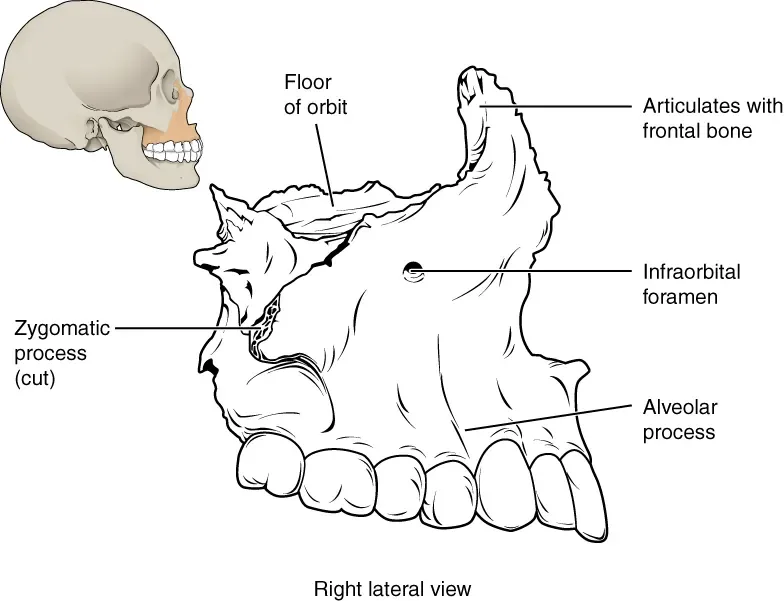 Floor
of orbit
Articulates with
frontal bone
Infraorbital
foramen
Zygomatic
process
(cut)
Alveolar
process
Right lateral view